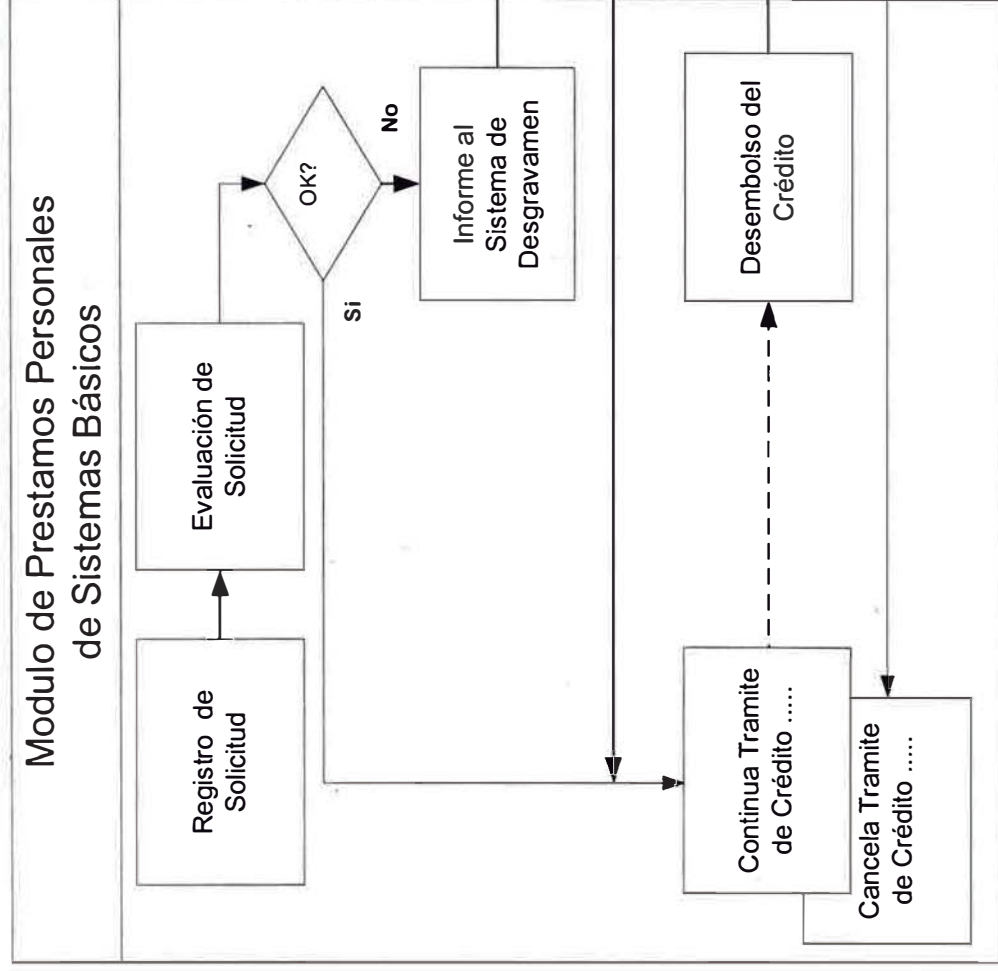 Modulo de Prestamos Personales
de Sistemas Básicos
Registro de
Solicitud
Evaluación de
Solicitud
OK?
Si
No
Informe al
Sistema de
Desgravamen
Continua Tramite
de Crédito .....
Desembolso del
Crédito
Cancela Tramite
de Crédito ......